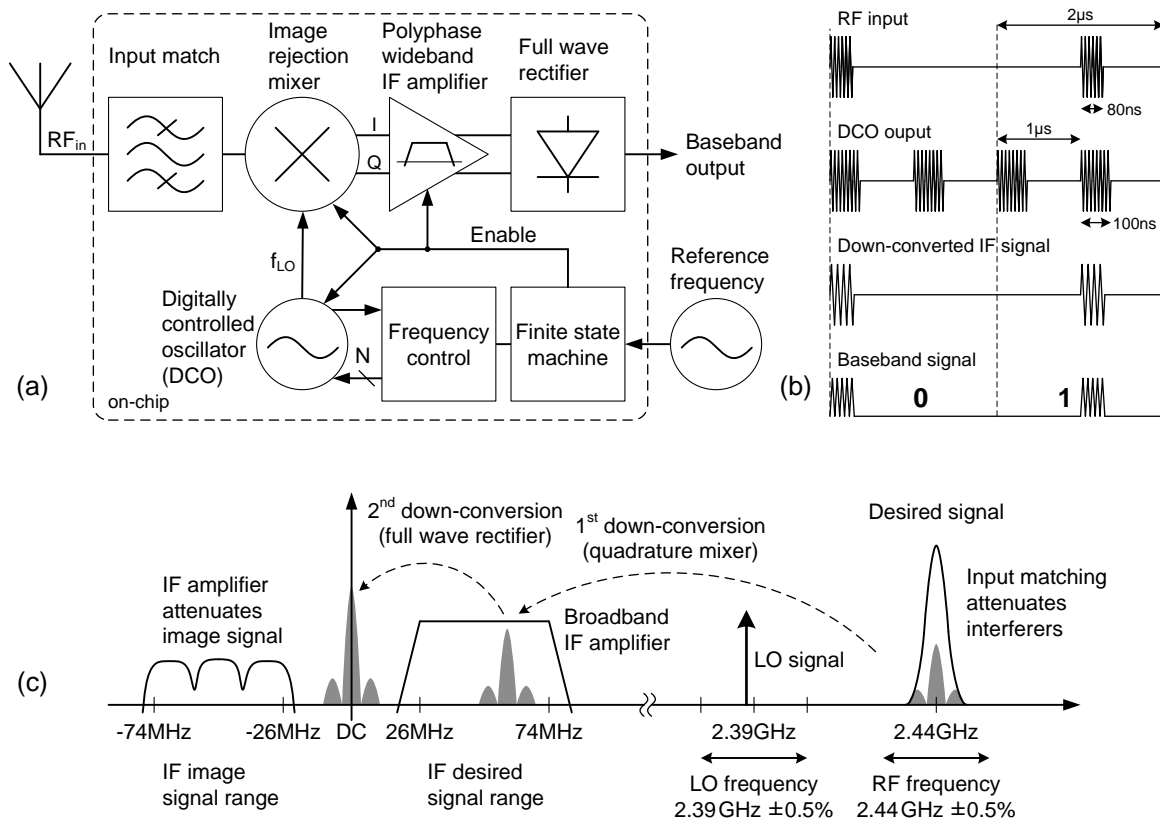 Input match
Image
rejection
mixer
Polyphase
wideband
IF amplifier
Full wave
rectifier
RFin
I
Q
Baseband
output
Enable
fLO
Reference
frequency
Digitally
controlled
oscillator
(DCO)
N
Frequency
control
Finite state
machine
(a)
on-chip
RF input
2µs
80ns
DCO ouput
1µs
100ns
Down-converted IF signal
Baseband signal
(b)
0
1
2nd down-conversion
(full wave rectifier)
1st down-conversion
(quadrature mixer)
Desired signal
IF amplifier
attenuates
image signal
Broadband
IF amplifier
LO signal
Input matching
attenuates
interferers
(c)
-74MHz
-26MHz
DC
26MHz
74MHz
2.39GHz
2.44GHz
IF image
signal range
IF desired
signal range
LO frequency
2.39GHz ±0.5%
RF frequency
2.44GHz ±0.5%